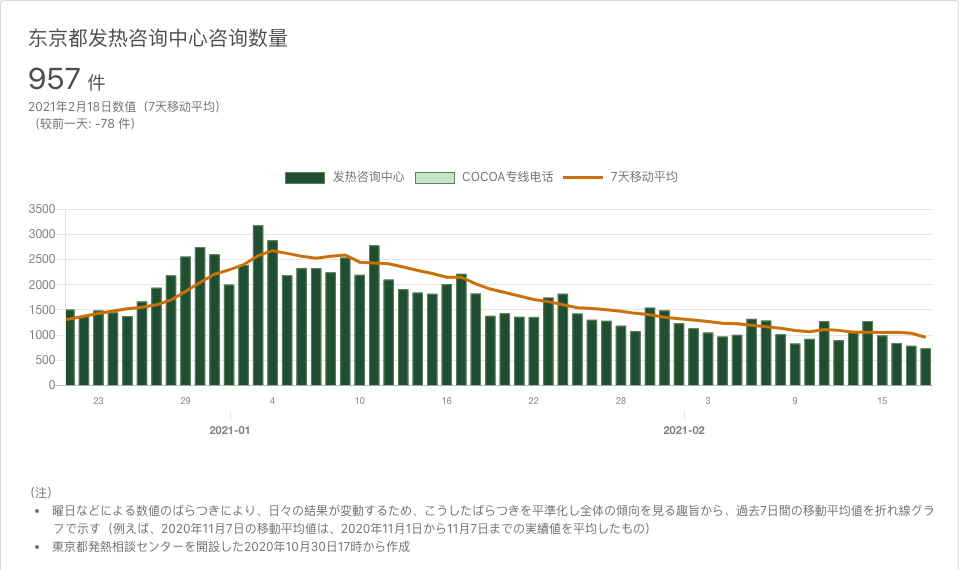 东京都发热咨询中心咨询数量
957 件
2021年2月18日数值（7天移动平均）
（较前一天: -78 件）
发热咨询中心 COCOA专线电话 7天移动平均
3500
3000
2500
2000
1500
1000
500
0
23 29 4 10 16 22 28 3 9 15
2021-01 2021-02
（注）
• 曜日などによる数値のばらつきにより、日々の結果が変動するため、こうしたばらつきを平準化し全体の傾向を見る趣旨から、過去7日間の移動平均値を折れ線グラ
フで示す（例えば、2020年11月7日の移動平均値は、2020年11月1日から11月7日までの実績値を平均したもの）
• 東京都発熱相談センターを開設した2020年10月30日17時から作成